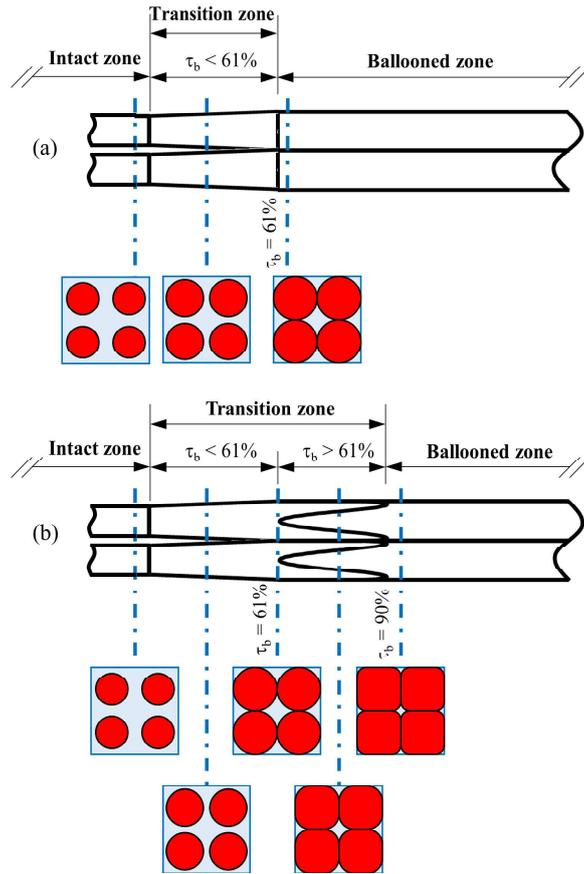 Transition zone
Intact zone
τb < 61%
Ballooned zone
(a)
τb = 61%
Transition zone
Intact zone
τb < 61%
τb > 61%
Ballooned zone
(b)
τb = 61%
τb = 90%